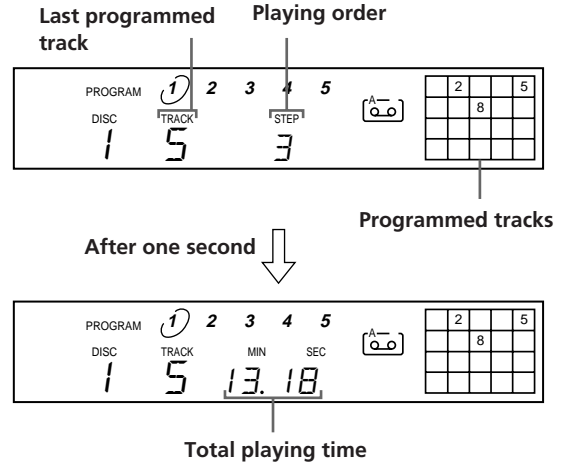 Last programmed track
Playing order
PROGRAM 1 2 3 4 5
DISC TRACK STEP
1 5 3
A
2 5
8
Programmed tracks
After one second
PROGRAM 1 2 3 4 5
DISC TRACK MIN SEC
1 5 13. 18
A
2 5
8
Total playing time